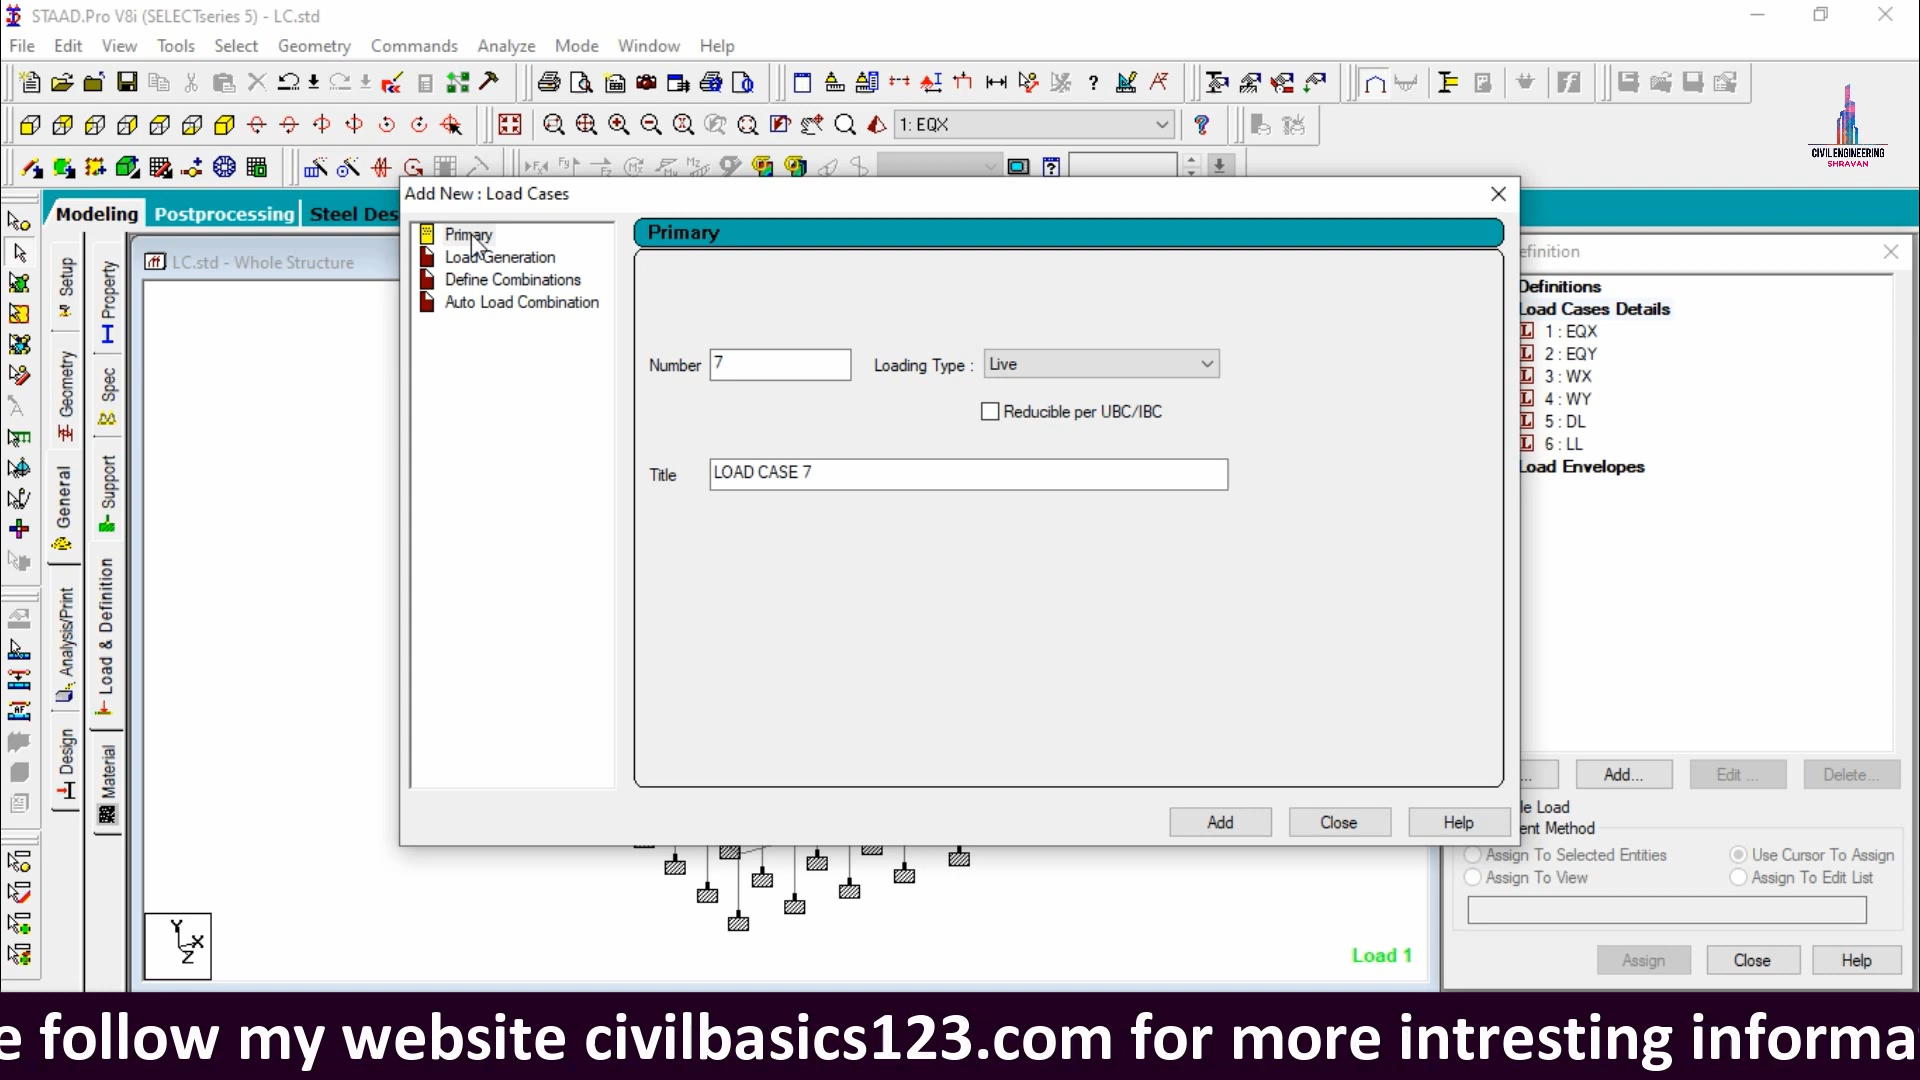 STAAD.Pro V8i (SELECTseries 5) - LC.std
File Edit View Tools Select Geometry Commands Analyze Mode Window Help
1: EQX
CIVIL ENGINEERING
SHRAVAN
Modeling Postprocessing Steel Des
Add New : Load Cases
Primary
Load Generation
Define Combinations
Auto Load Combination
Primary
Number 7 Loading Type : Live
Reducible per UBC/IBC
Title LOAD CASE 7
Add Close Help
LC.std - Whole Structure
Setup
Geometry
General
Analysis/Print
Design
Property
Spec
Support
Load & Definition
Material
efinition
Definitions
Load Cases Details
1 : EQX
2 : EQY
3 : WX
4 : WY
5 : DL
6 : LL
Load Envelopes
... Add... Edit ... Delete...
le Load
ent Method
Assign To Selected Entities Use Cursor To Assign
Assign To View Assign To Edit List
Assign Close Help
Y
X
Z
Load 1
e follow my website civilbasics123.com for more intresting informa